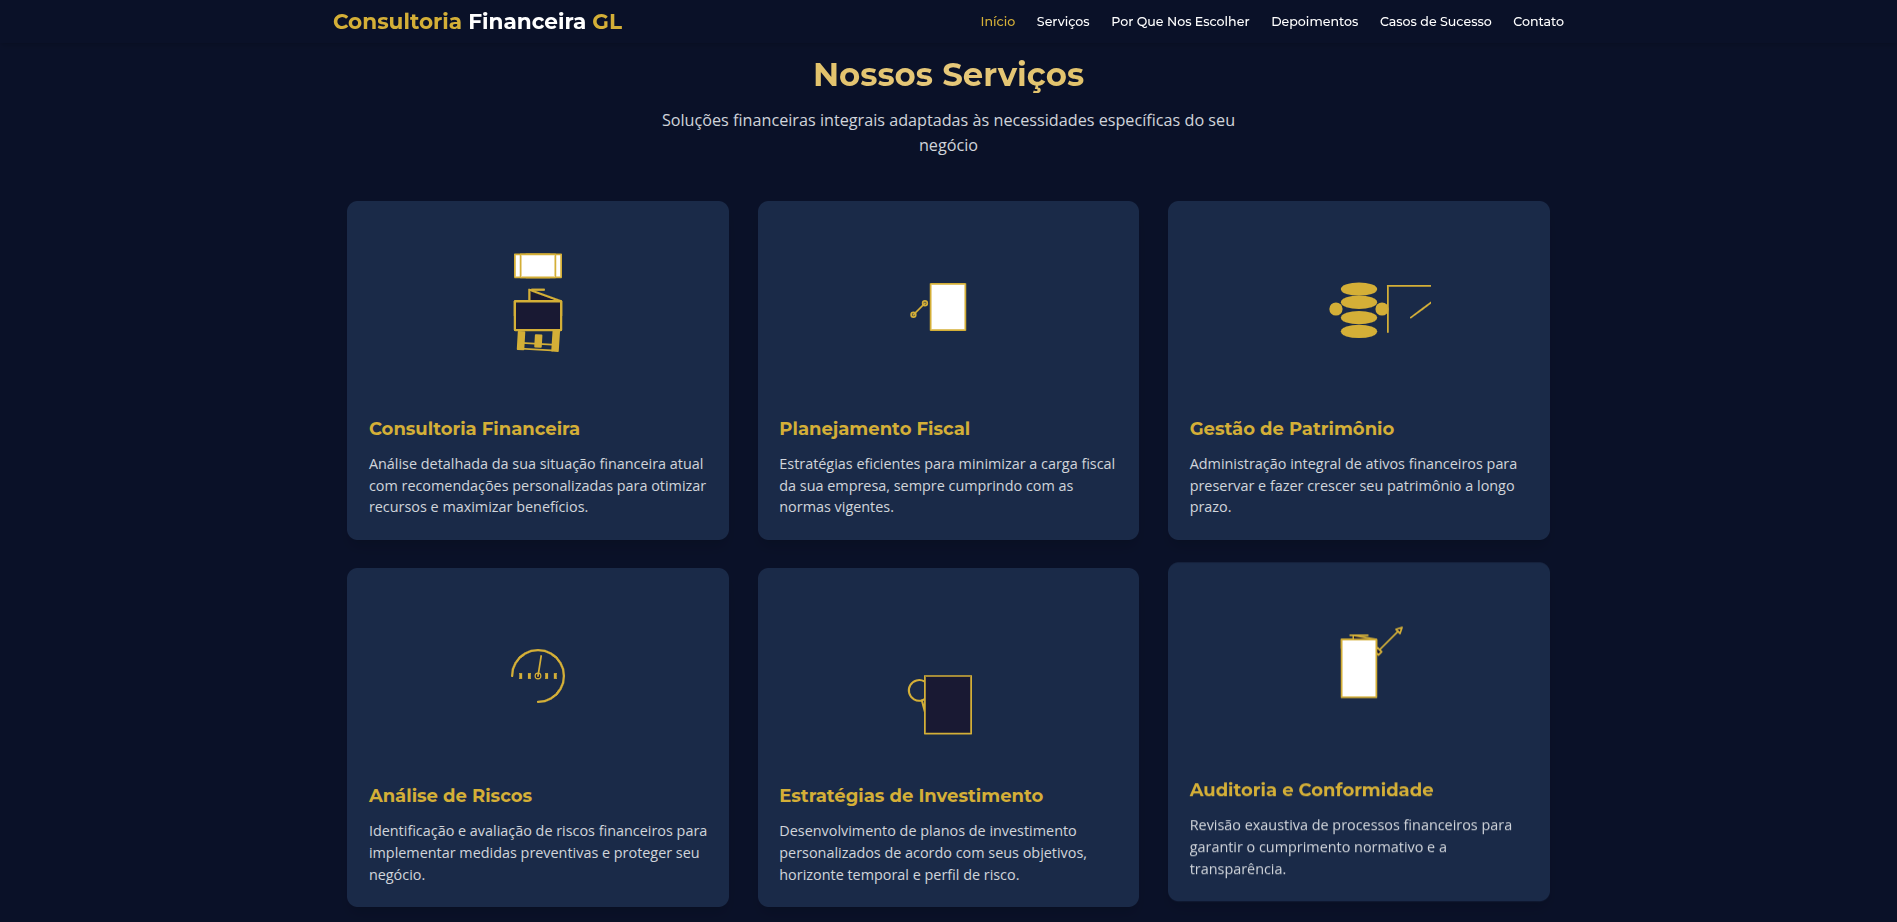 Consultoria Financeira GL
Início Serviços Por Que Nos Escolher Depoimentos Casos de Sucesso Contato
Nossos Serviços
Soluções financeiras integrais adaptadas às necessidades específicas do seu
negócio
Consultoria Financeira
Análise detalhada da sua situação financeira atual
com recomendações personalizadas para otimizar
recursos e maximizar benefícios.
Planejamento Fiscal
Estratégias eficientes para minimizar a carga fiscal
da sua empresa, sempre cumprindo com as
normas vigentes.
Gestão de Patrimônio
Administração integral de ativos financeiros para
preservar e fazer crescer seu patrimônio a longo
prazo.
Análise de Riscos
Identificação e avaliação de riscos financeiros para
implementar medidas preventivas e proteger seu
negócio.
Estratégias de Investimento
Desenvolvimento de planos de investimento
personalizados de acordo com seus objetivos,
horizonte temporal e perfil de risco.
Auditoria e Conformidade
Revisão exaustiva de processos financeiros para
garantir o cumprimento normativo e a
transparência.